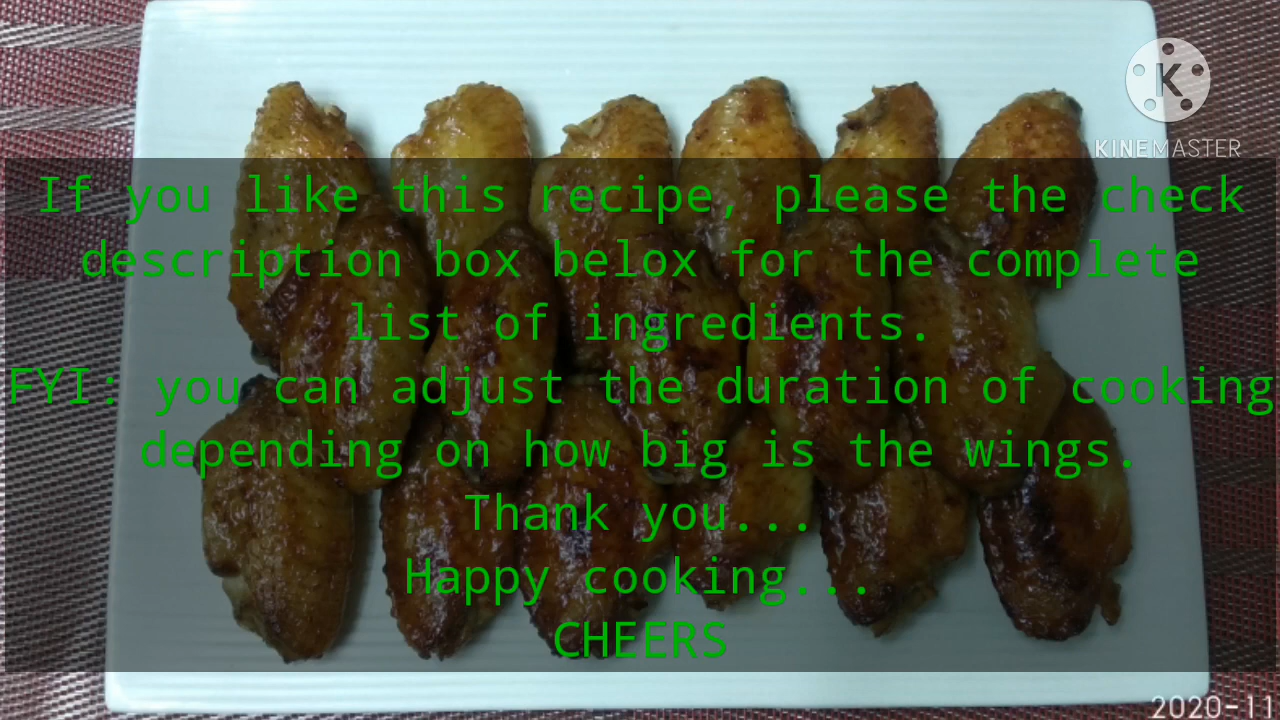 K
KINEMASTER
If you like this recipe, please the check
description box belox for the complete
list of ingredients.
FYI: you can adjust the duration of cooking
depending on how big is the wings.
Thank you...
Happy cooking...
CHEERS
2020-11